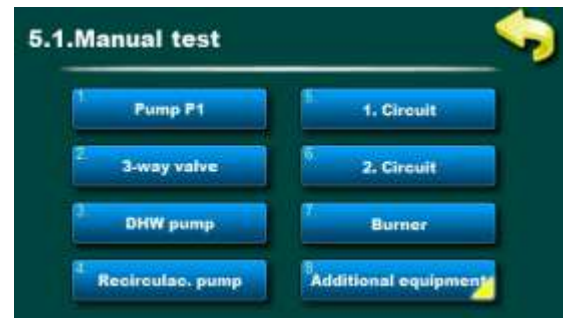 5.1.Manual test
1. Pump P1
2. 3-way valve
3. DHW pump
4. Recirculac. pump
5. 1. Circuit
6. 2. Circuit
7. Burner
8. Additional equipment